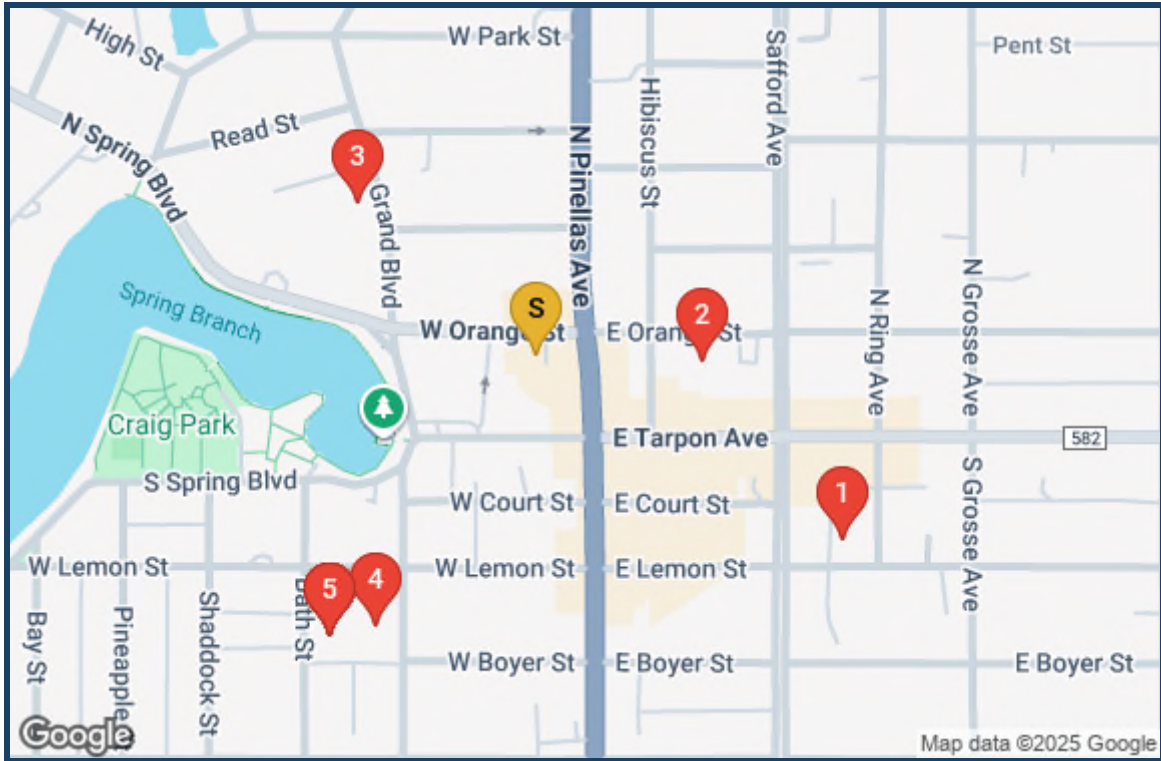 High St
W Park St
Safford Ave
Pent St
N Spring Blvd
Read St
Hibiscus St
N Pinellas Ave
3
Grand Blvd
Spring Branch
S
2
W Orange St
E Orange St
N Ring Ave
N Grosse Ave
Craig Park
E Tarpon Ave
582
S Spring Blvd
W Court St
E Court St
1
S Grosse Ave
W Lemon St
W Lemon St
E Lemon St
5
4
Bath St
Bay St
Pineapple
Shaddock St
W Boyer St
E Boyer St
E Boyer St
Google
Map data ©2025 Google